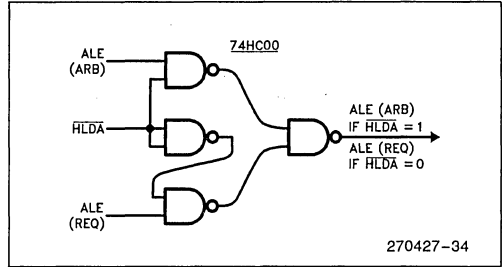 74HC00
ALE
(ARB)
HLDA
ALE
(REQ)
ALE (ARB)
IF HLDA = 1
ALE (REQ)
IF HLDA = 0
270427-34